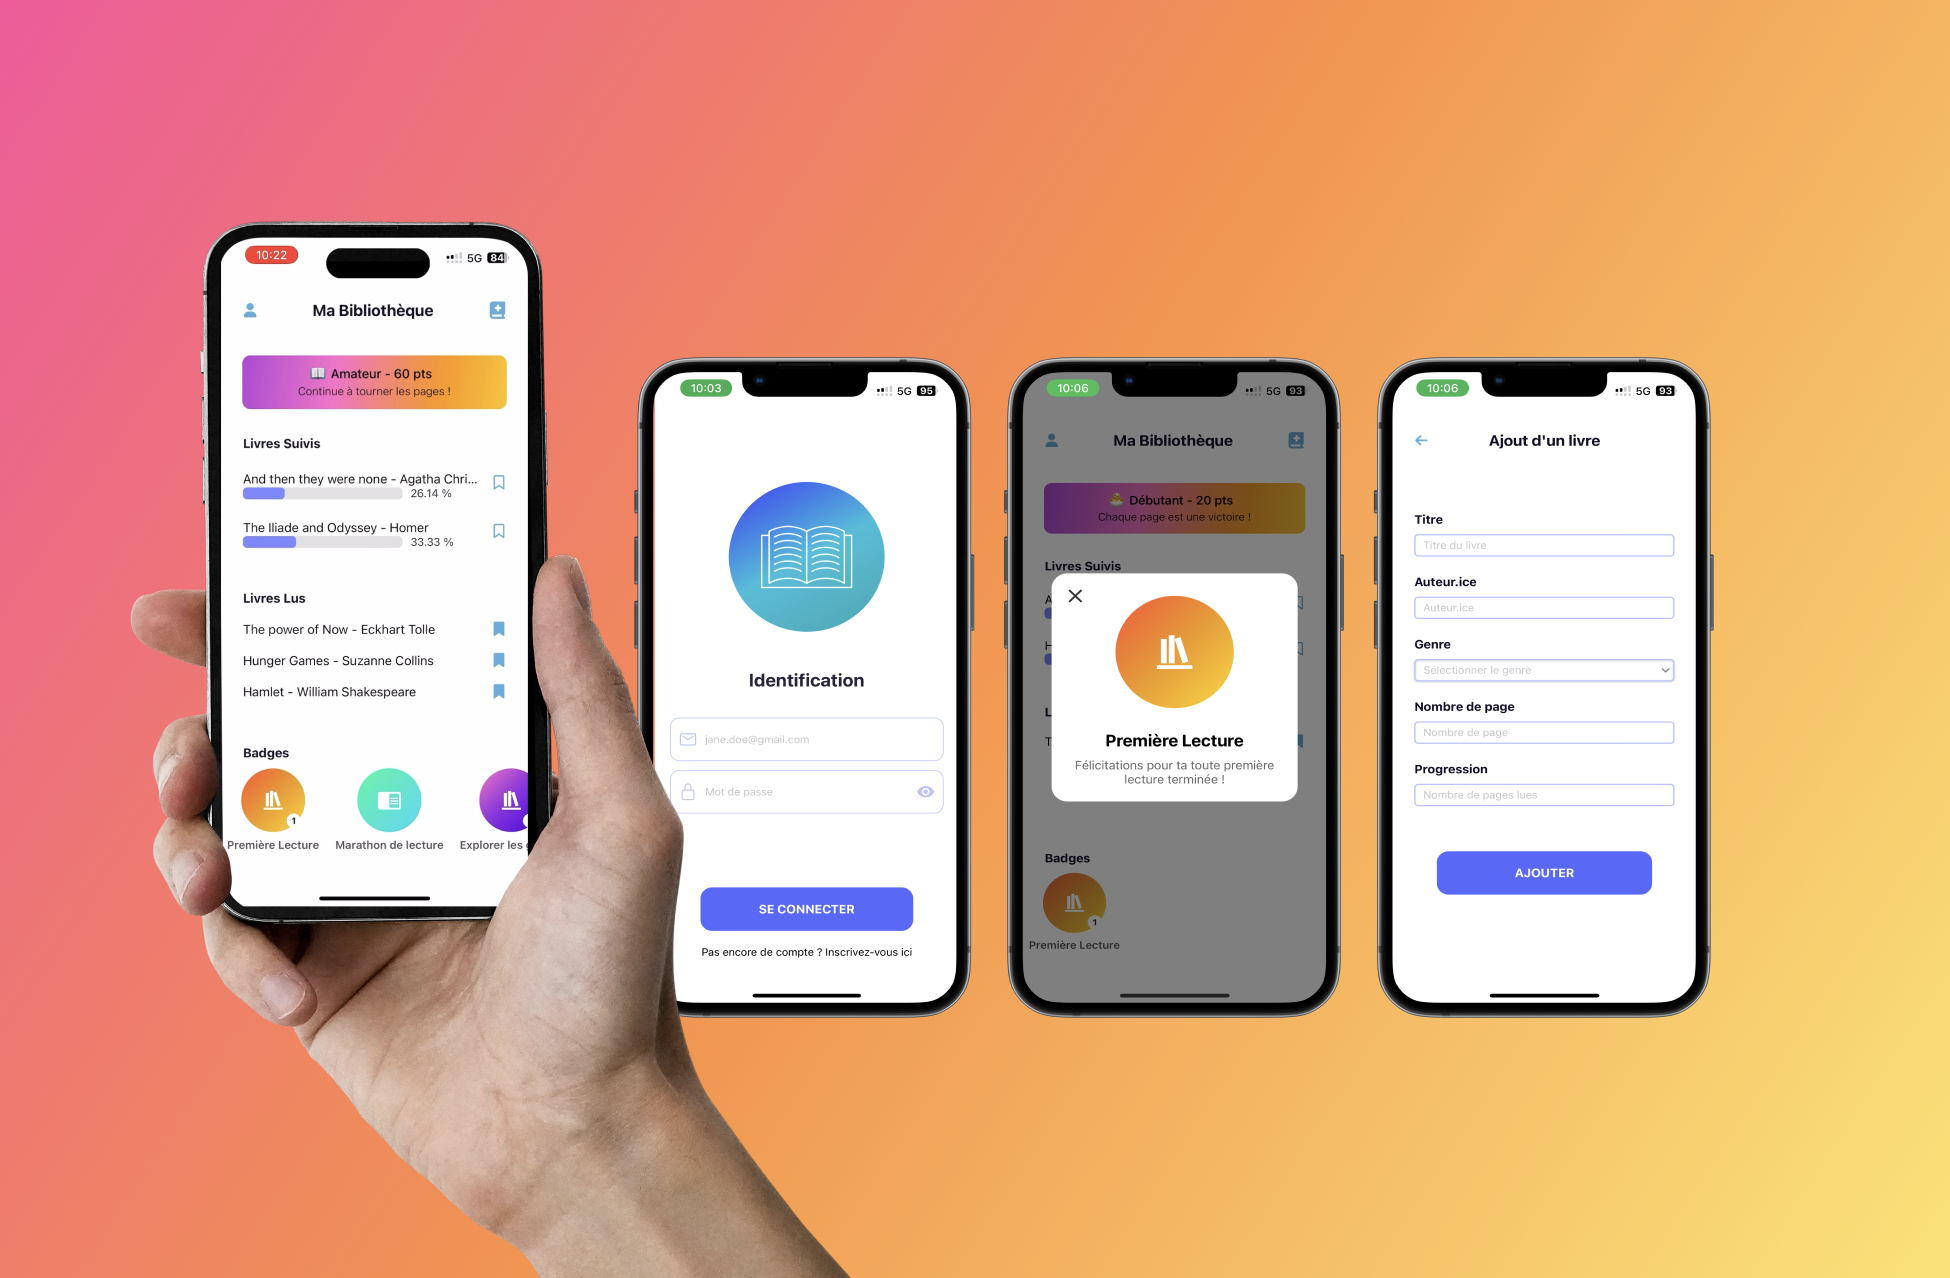 10:22
5G 84
Ma Bibliothèque
Amateur - 60 pts
Continue à tourner les pages !
Livres Suivis
And then they were none - Agatha Chri...
26.14 %
The Iliade and Odyssey - Homer
33.33 %
Livres Lus
The power of Now - Eckhart Tolle
Hunger Games - Suzanne Collins
Hamlet - William Shakespeare
Badges
1
Première Lecture
Marathon de lecture
Explorer les
10:03
5G 95
Identification
jane.doe@gmail.com
Mot de passe
SE CONNECTER
Pas encore de compte ? Inscrivez-vous ici
10:06
5G 93
Ma Bibliothèque
Débutant - 20 pts
Chaque page est une victoire !
Livres Suivis
A
H
L
T
Première Lecture
Félicitations pour ta toute première
lecture terminée !
Badges
1
Première Lecture
10:06
5G 93
Ajout d'un livre
Titre
Titre du livre
Auteur.ice
Auteur.ice
Genre
Sélectionner le genre
Nombre de page
Nombre de page
Progression
Nombre de pages lues
AJOUTER